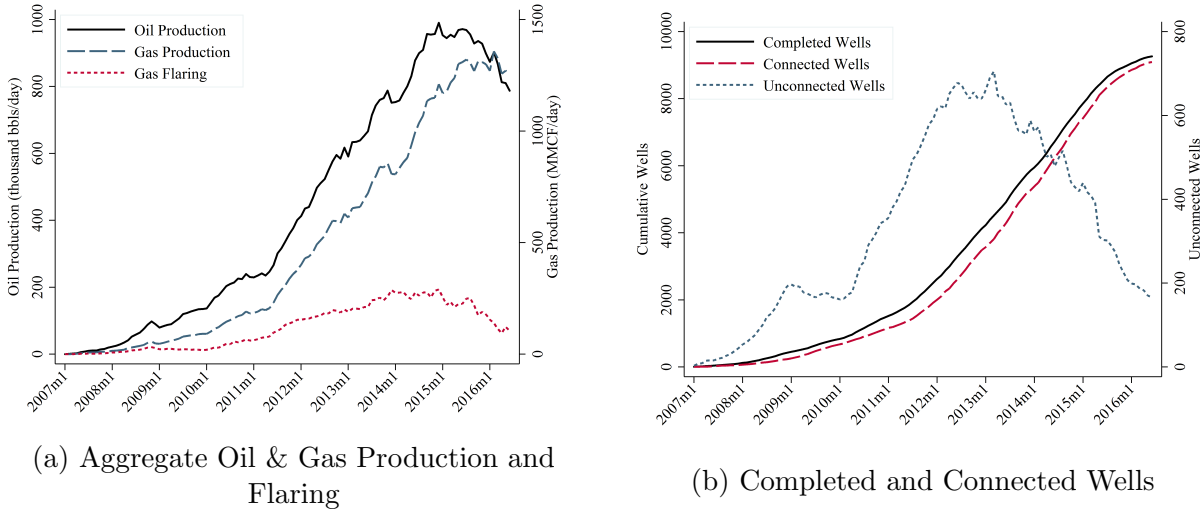 Oil Production (thousand bbls/day)
0 200 400 600 800 1000
Oil Production
Gas Production
Gas Flaring
0 500 1000 1500
Gas Production (MMCF/day)
2007m1 2008m1 2009m1 2010m1 2011m1 2012m1 2013m1 2014m1 2015m1 2016m1
(a) Aggregate Oil & Gas Production and
Flaring
Cumulative Wells
0 2000 4000 6000 8000 10000
Completed Wells
Connected Wells
Unconnected Wells
0 200 400 600 800
Unconnected Wells
2007m1 2008m1 2009m1 2010m1 2011m1 2012m1 2013m1 2014m1 2015m1 2016m1
(b) Completed and Connected Wells